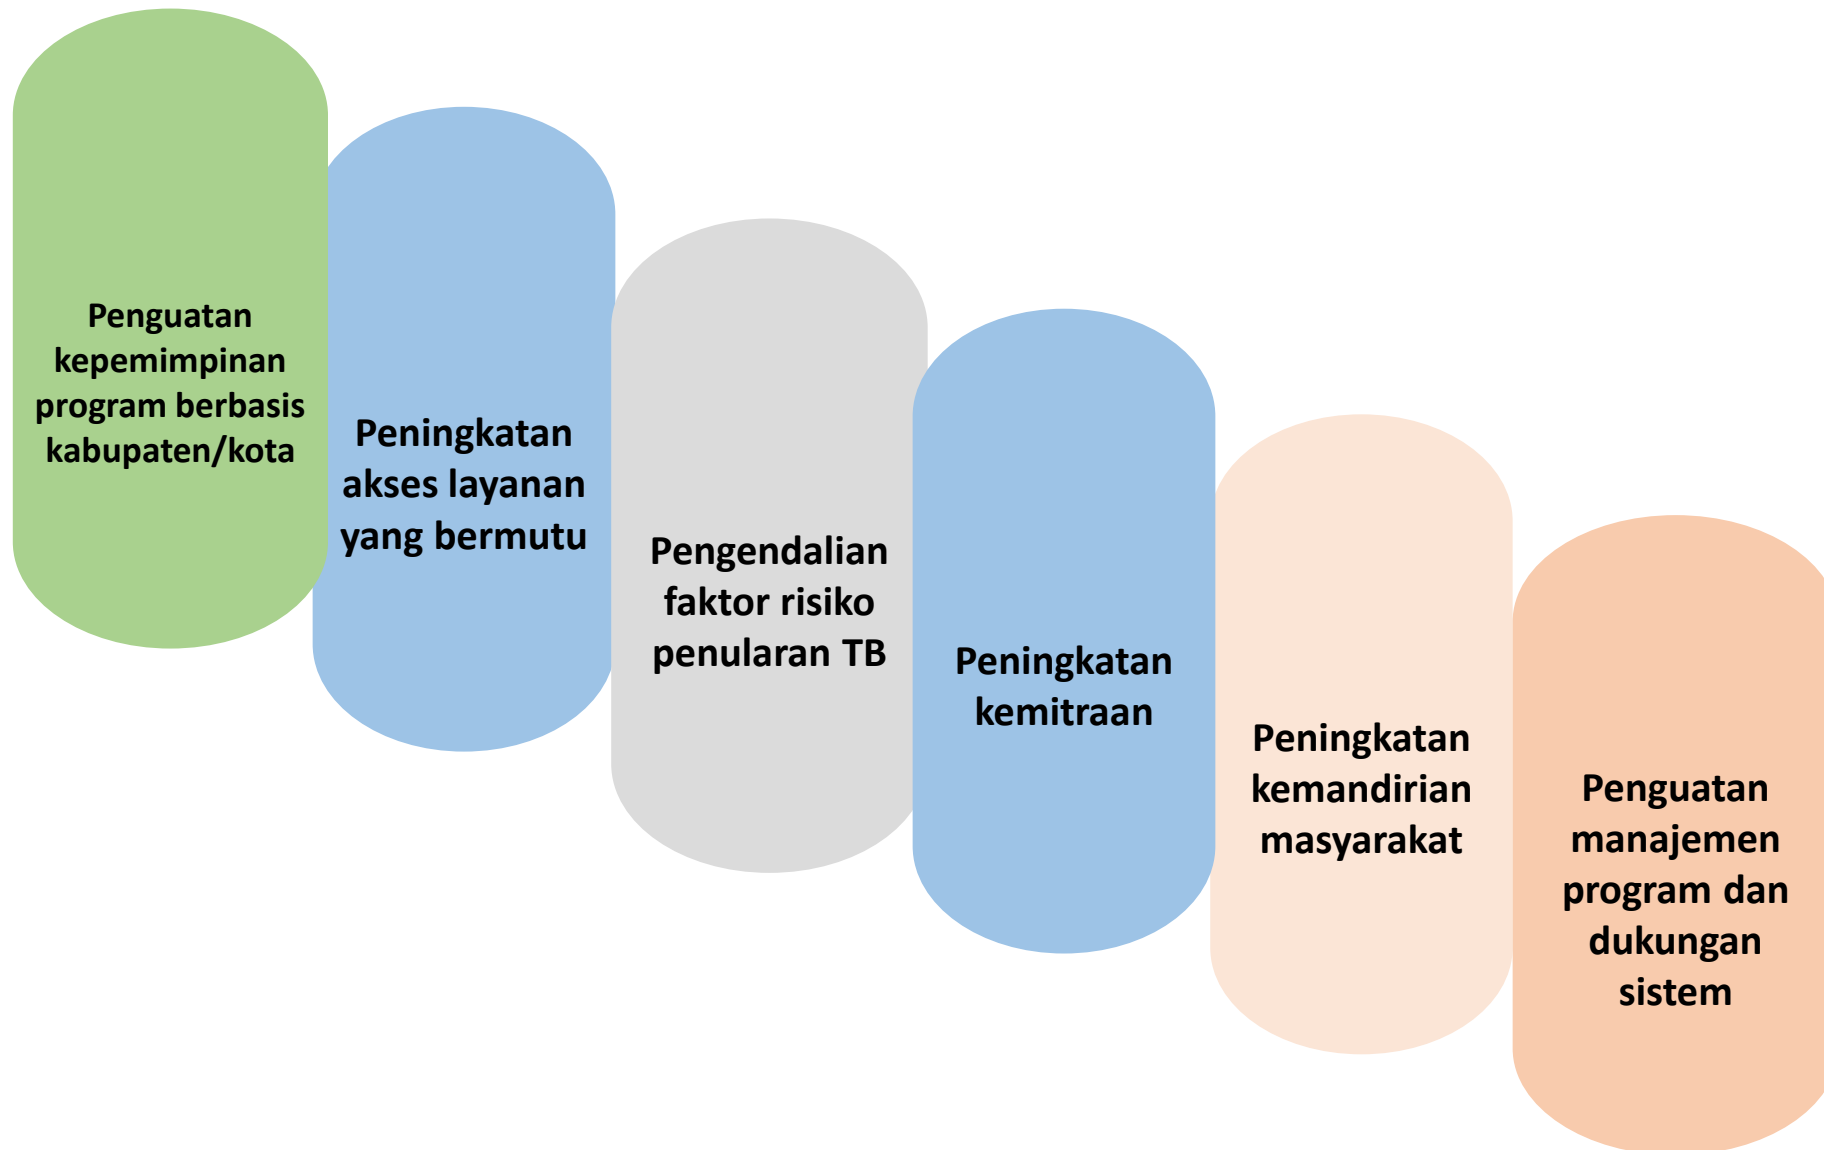 Penguatan
kepemimpinan
program berbasis
kabupaten/kota
Peningkatan
akses layanan
yang bermutu
Pengendalian
faktor risiko
penularan TB
Peningkatan
kemitraan
Peningkatan
kemandirian
masyarakat
Penguatan
manajemen
program dan
dukungan
sistem